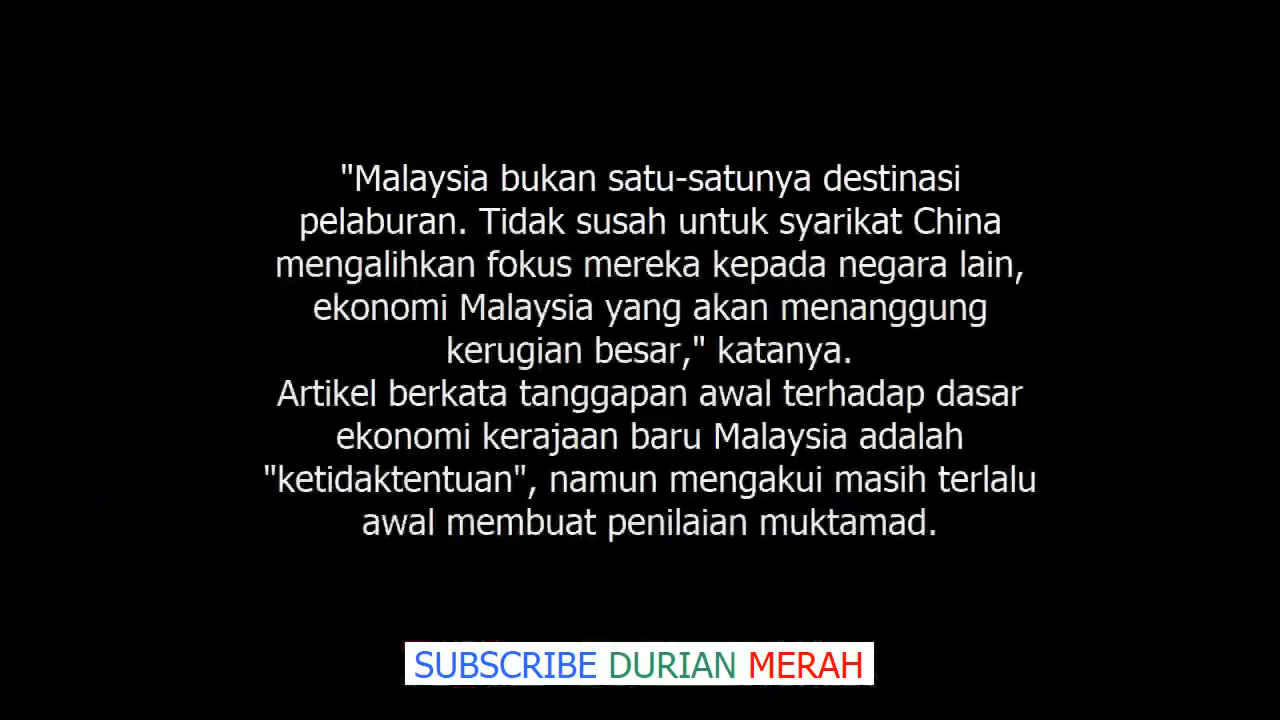 "Malaysia bukan satu-satunya destinasi
pelaburan. Tidak susah untuk syarikat China
mengalihkan fokus mereka kepada negara lain,
ekonomi Malaysia yang akan menanggung
kerugian besar," katanya.
Artikel berkata tanggapan awal terhadap dasar
ekonomi kerajaan baru Malaysia adalah
"ketidaktentuan", namun mengakui masih terlalu
awal membuat penilaian muktamad.
SUBSCRIBE DURIAN MERAH